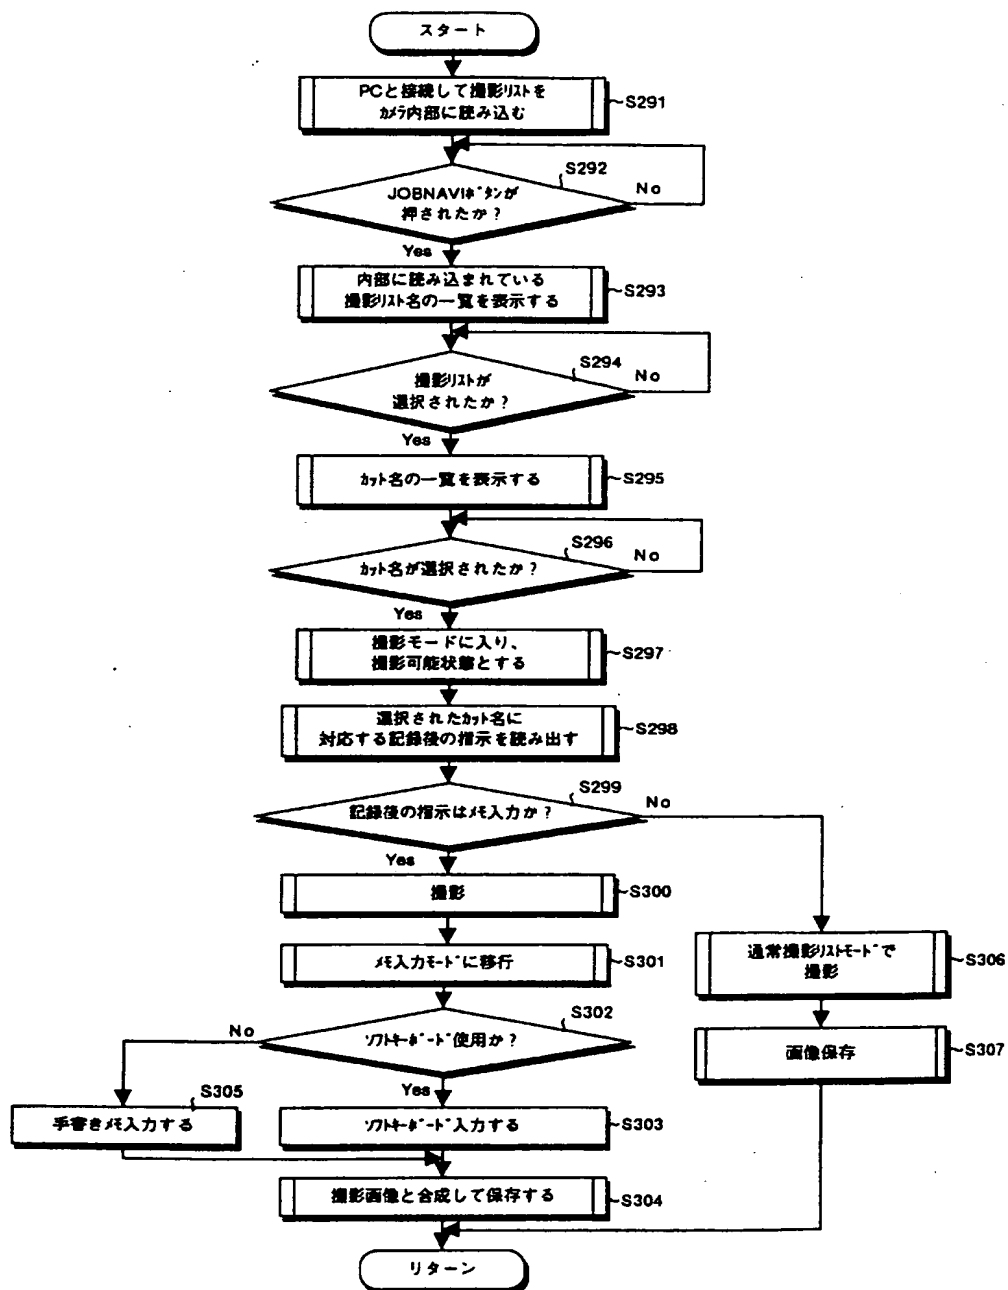 スタート
PCと接続して撮影リストを
カメラ内部に読み込む
S291
S292
JOBNAVIボタンが
押されたか?
No
Yes
内部に読み込まれている
撮影リスト名の一覧を表示する
S293
S294
撮影リストが
選択されたか?
No
Yes
カット名の一覧を表示する
S295
S296
カット名が選択されたか?
No
Yes
撮影モードに入り、
撮影可能状態とする
S297
選択されたカット名に
対応する記録後の指示を読み出す
S298
S299
記録後の指示はメモ入力か?
No
Yes
撮影
S300
メモ入力モードに移行
S301
通常撮影リストモードで
撮影
S306
S302
ソフトキーボード使用か?
No
Yes
画像保存
S307
S305
手書きメモ入力する
ソフトキーボード入力する
S303
撮影画像と合成して保存する
S304
リターン